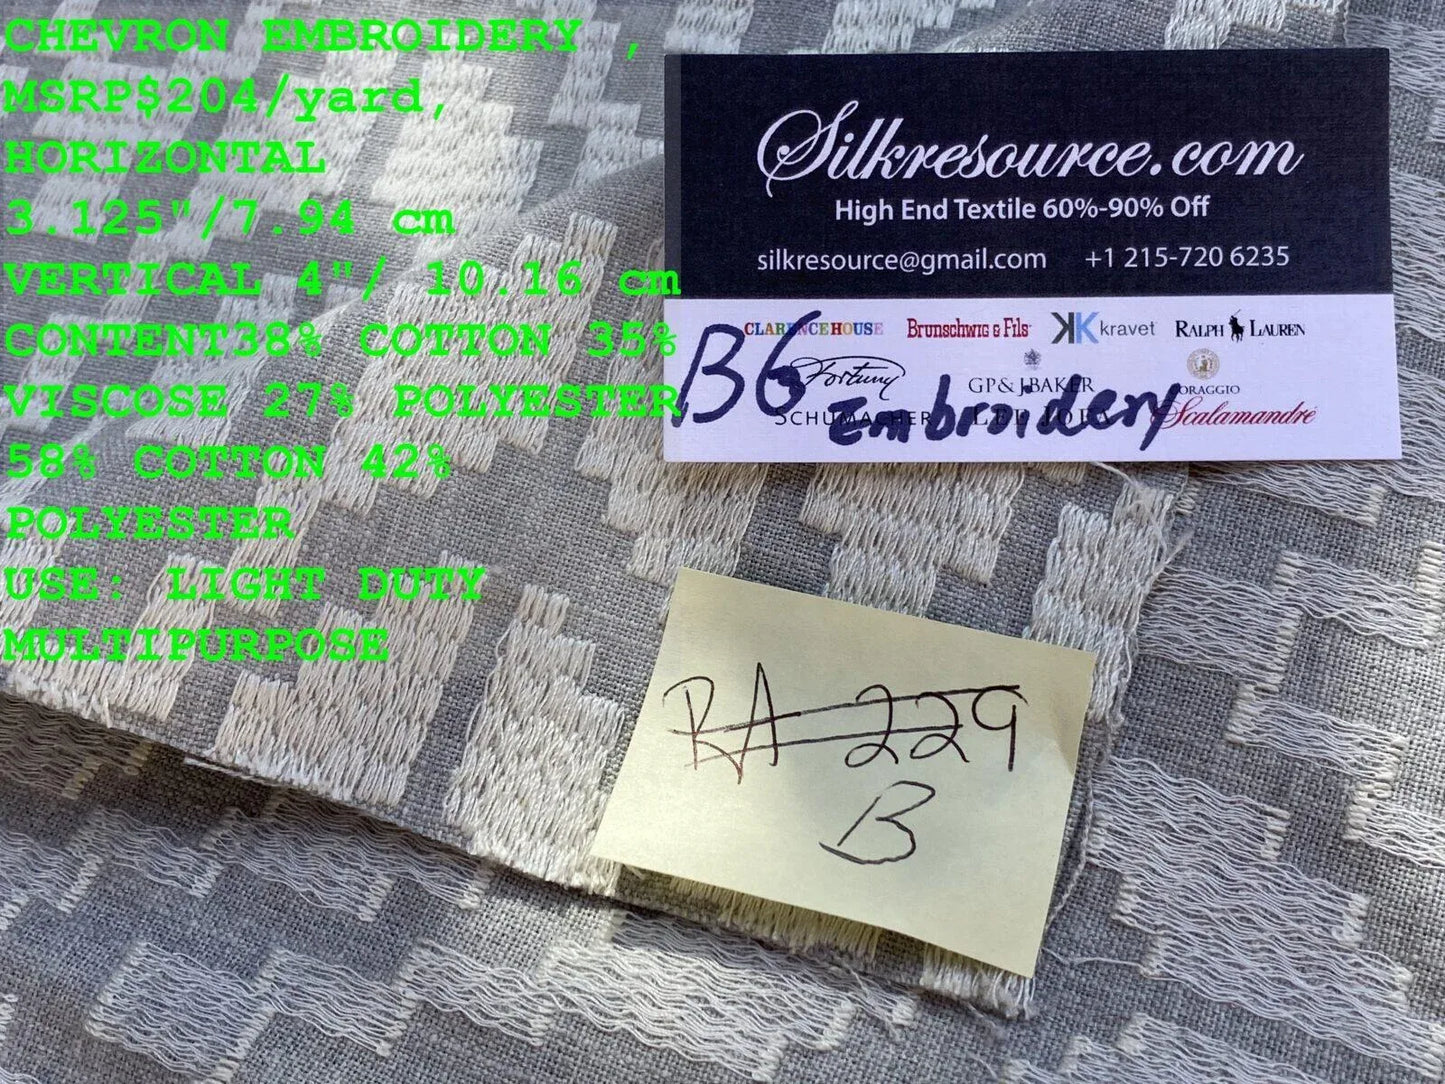 CHEVRON EMBROIDERY ,
MSRP$204/yard,
HORIZONTAL
3.125"/7.94 cm
VERTICAL 4"/ 10.16 cm
CONTENT38% COTTON 35%
VISCOSE 27% POLYESTER
58% COTTON 42%
POLYESTER
USE: LIGHT DUTY
MULTIPURPOSE
Silkresource.com
High End Textile 60%-90% Off
silkresource@gmail.com +1 215-720 6235
CLARENCE HOUSE Brunschwig & Fils kravet RALPH LAUREN
B6 Fortuny GP & J BAKER
SCHUMACHER LEE JOFA Scalamandré
Embroidery
RA 229
B